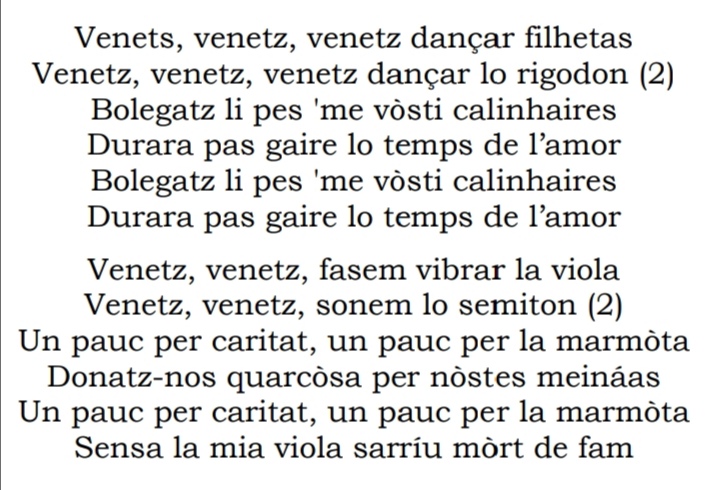 Venets, venetz, venetz dançar filhetas
Venetz, venetz, venetz dançar lo rigodon (2)
Bolegatz li pes 'me vòsti calinhaires
Durara pas gaire lo temps de l’amor
Bolegatz li pes 'me vòsti calinhaires
Durara pas gaire lo temps de l’amor
Venetz, venetz, fasem vibrar la viola
Venetz, venetz, sonem lo semiton (2)
Un pauc per caritat, un pauc per la marmòta
Donatz-nos quarcòsa per nòstes meináas
Un pauc per caritat, un pauc per la marmòta
Sensa la mia viola sarríu mòrt de fam